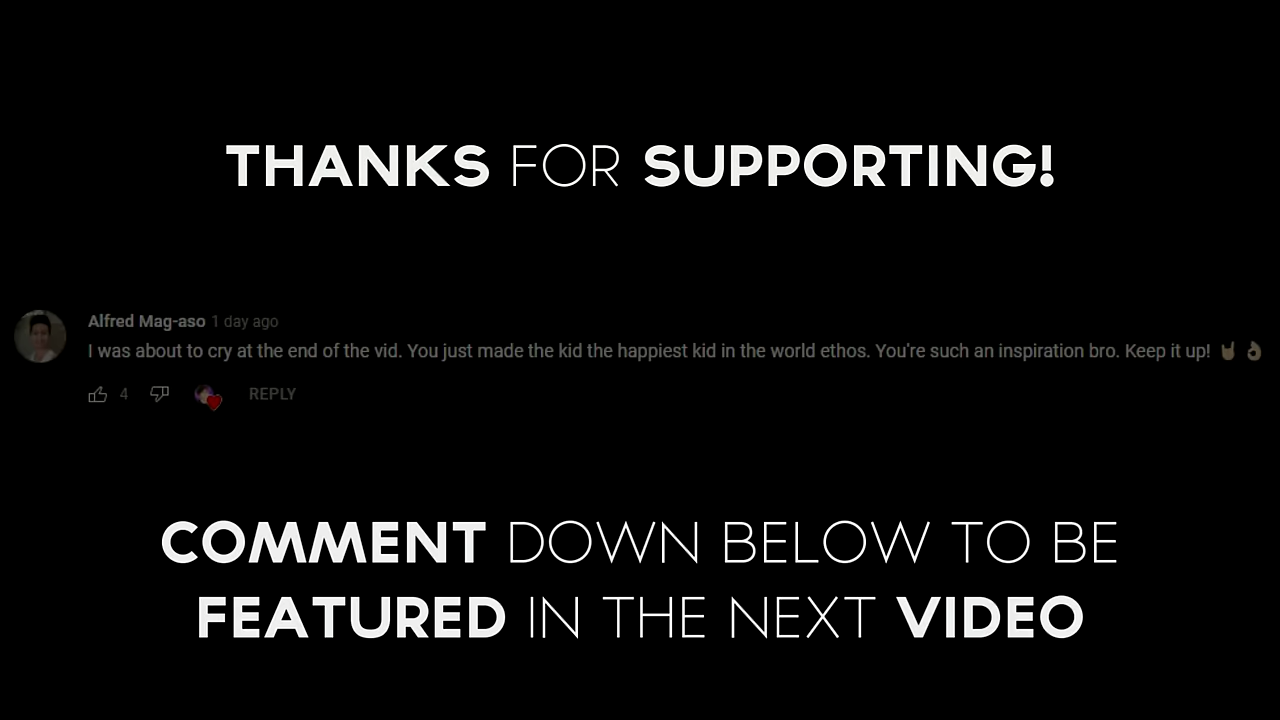 THANKS FOR SUPPORTING!
Alfred Mag-aso 1 day ago
I was about to cry at the end of the vid. You just made the kid the happiest kid in the world ethos. You're such an inspiration bro. Keep it up! 🤘🏼 👌🏼
4 REPLY
COMMENT DOWN BELOW TO BE
FEATURED IN THE NEXT VIDEO